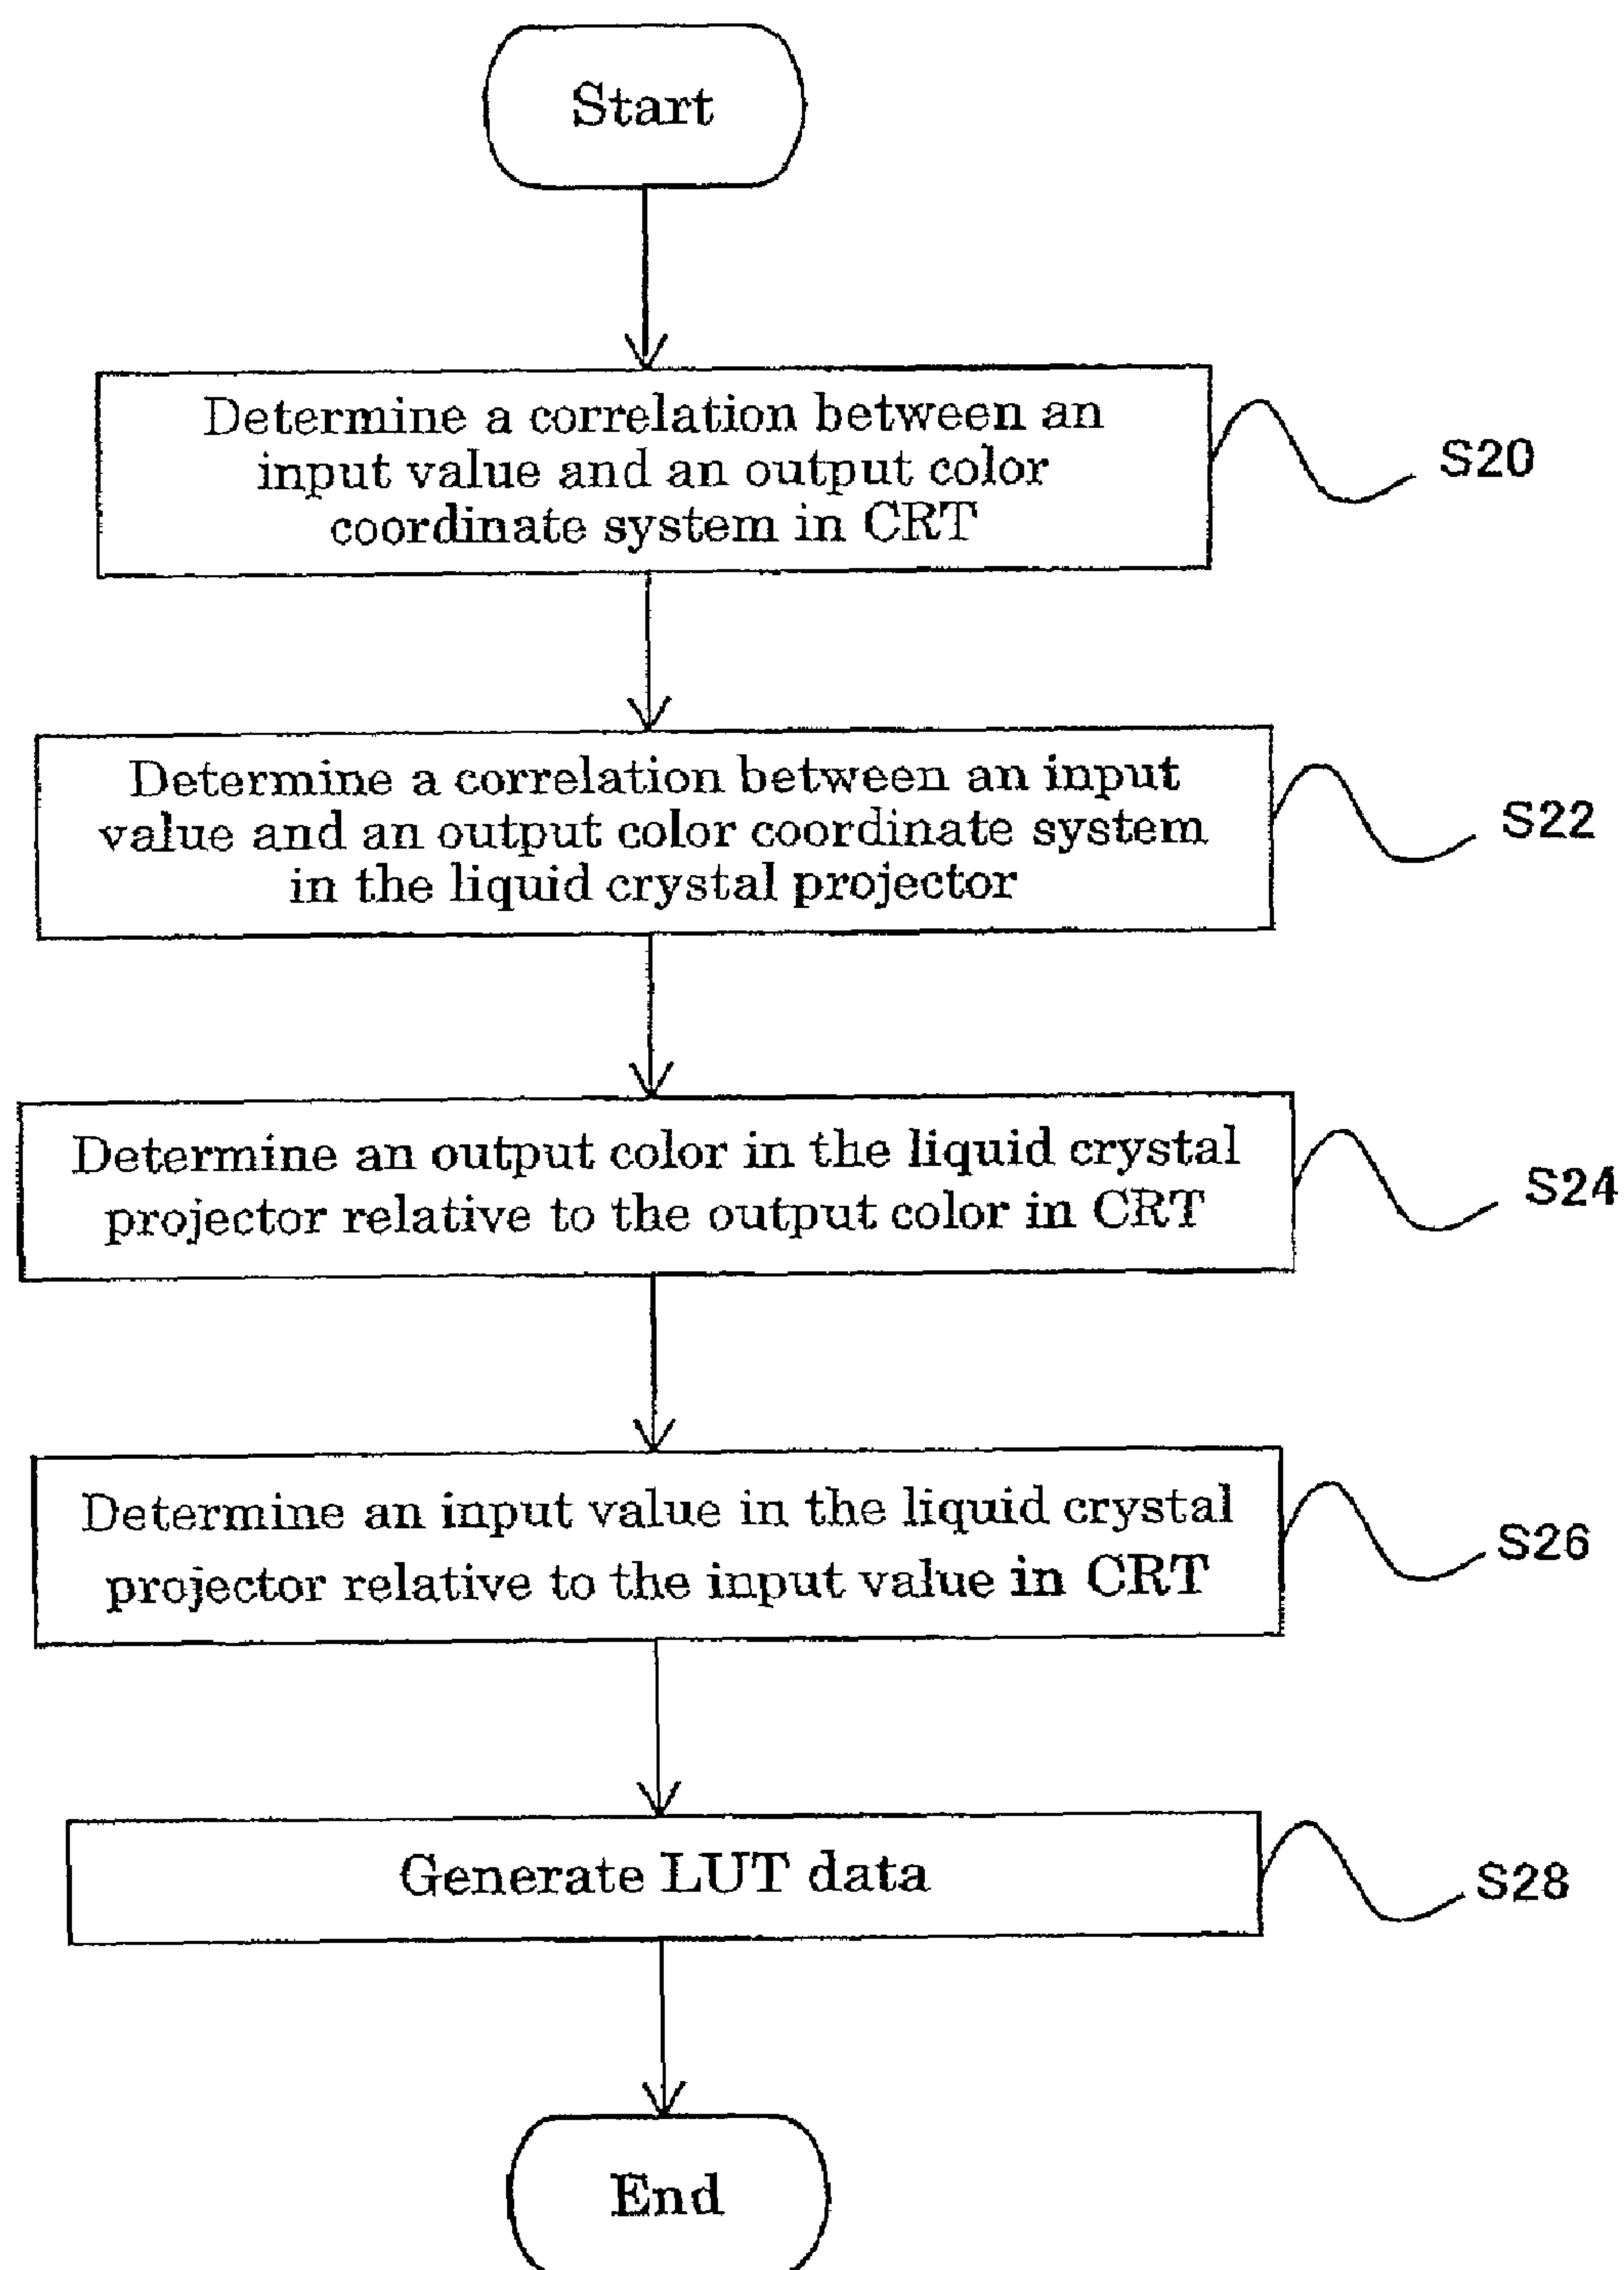 Start
Determine a correlation between an
input value and an output color
coordinate system in CRT
S20
Determine a correlation between an input
value and an output color coordinate system
in the liquid crystal projector
S22
Determine an output color in the liquid crystal
projector relative to the output color in CRT
S24
Determine an input value in the liquid crystal
projector relative to the input value in CRT
S26
Generate LUT data
S28
End